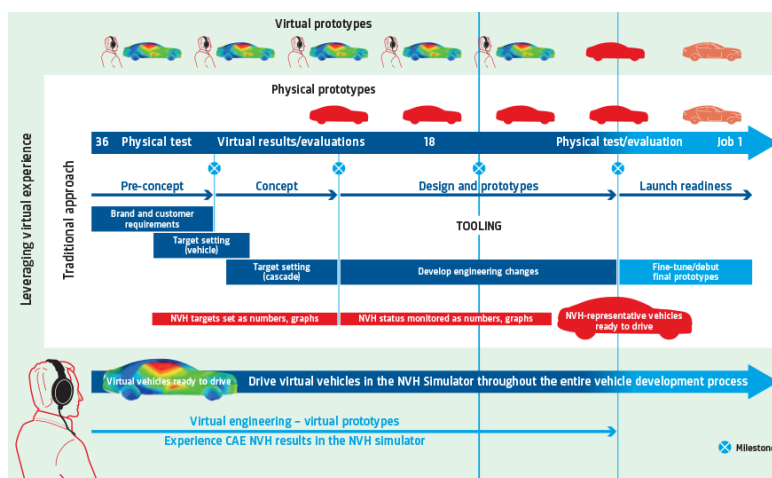 Virtual prototypes
Physical prototypes
Leveraging virtual experience
Traditional approach
36 Physical test Virtual results/evaluations 18 Physical test/evaluation Job 1
Pre-concept Concept Design and prototypes Launch readiness
Brand and customer
requirements
TOOLING
Target setting
(vehicle)
Target setting
(cascade)
Develop engineering changes
Fine-tune/debut
final prototypes
NVH targets set as numbers, graphs
NVH status monitored as numbers, graphs
NVH-representative vehicles
ready to drive
Virtual vehicles ready to drive
Drive virtual vehicles in the NVH Simulator throughout the entire vehicle development process
Virtual engineering – virtual prototypes
Experience CAE NVH results in the NVH simulator
Milestone